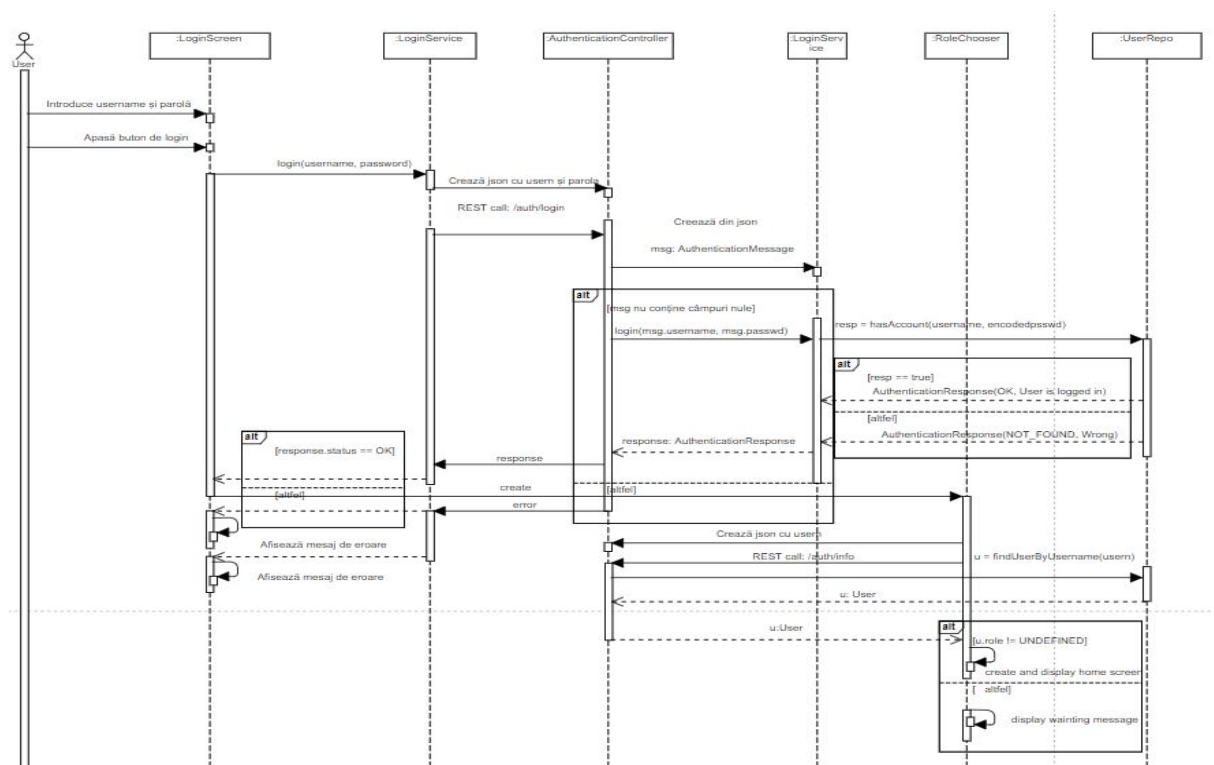 :LoginScreen
:LoginService
:AuthenticationController
:LoginServ
ice
:RoleChooser
:UserRepo
User
Introduce username și parolă
Apasă buton de login
login(username, password)
Crează json cu usern și parola
REST call: /auth/login
Creează din json
msg: AuthenticationMessage
alt
[msg nu conține câmpuri nule]
login(msg.username, msg.passwd)
resp = hasAccount(username, encodedpsswd)
alt
[resp == true]
AuthenticationResponse(OK, User is logged in)
[altfel]
AuthenticationResponse(NOT_FOUND, Wrong)
response: AuthenticationResponse
alt
[response.status == OK]
response
[altfel]
create
[altfel]
error
Afisează mesaj de eroare
Crează json cu usern
REST call: /auth/info
u = findUserByUsername(usern)
Afisează mesaj de eroare
u: User
u:User
alt
[u.role != UNDEFINED]
create and display home screen
[ altfel]
display wainting message